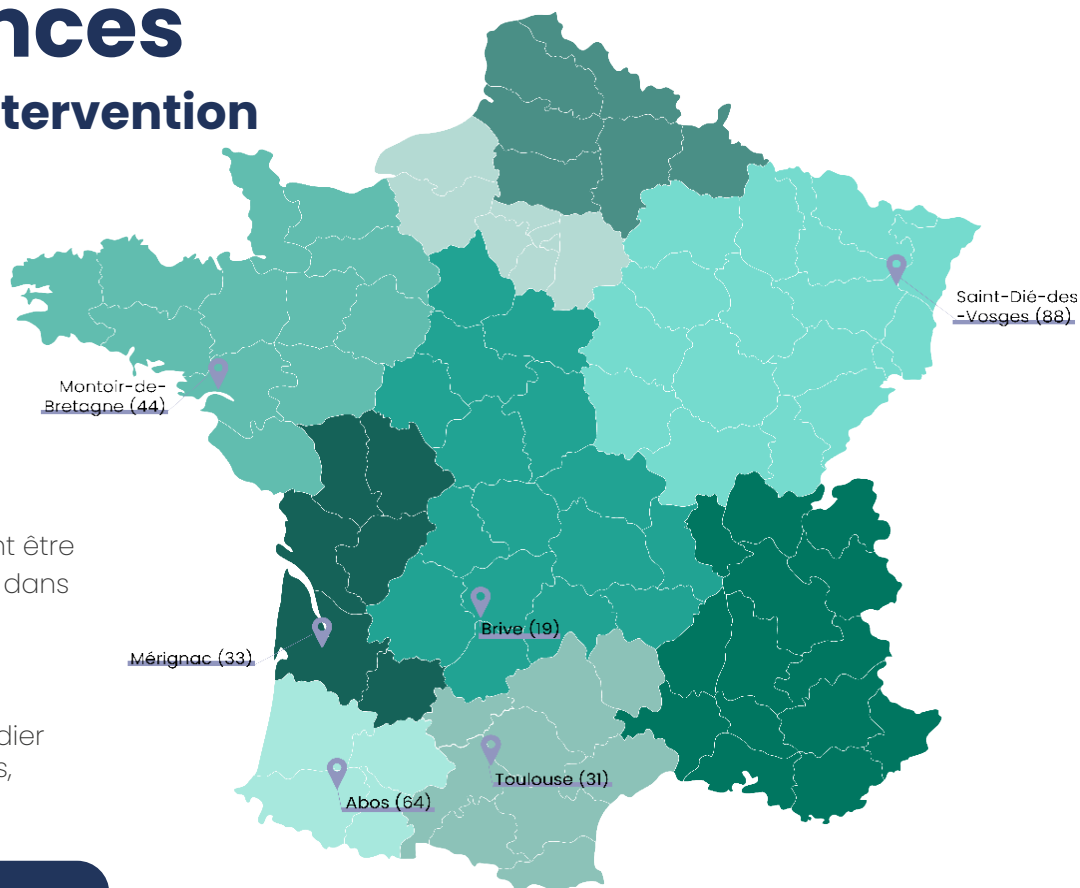 nces
tervention
Saint-Dié-des
-Vosges (88)
Montoir-de-
Bretagne (44)
nt être
dans
Brive (19)
Mérignac (33)
dier
s,
Toulouse (31)
Abos (64)